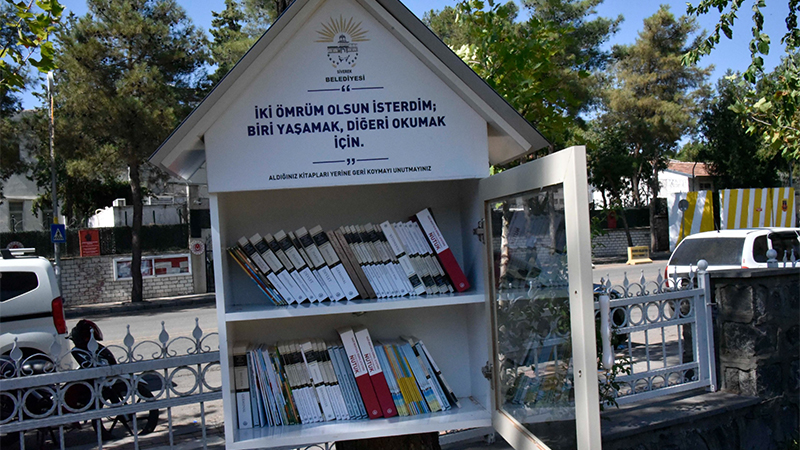 SİVEREK
BELEDİYESİ
“
İKİ ÖMRÜM OLSUN İSTERDİM;
BİRİ YAŞAMAK, DİĞERİ OKUMAK
İÇİN.
”
ALDIĞINIZ KİTAPLARI YERİNE GERİ KOYMAYI UNUTMAYINIZ